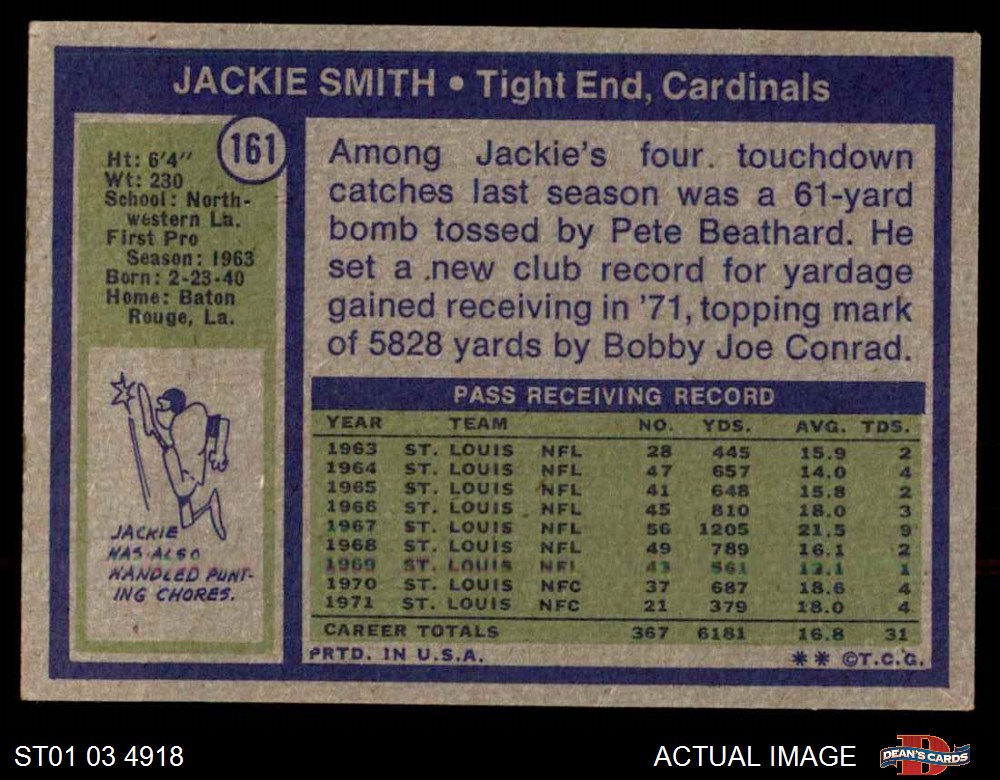 JACKIE SMITH • Tight End, Cardinals
161
Ht: 6'4"
Wt: 230
School: North-
western La.
First Pro
Season: 1963
Born: 2-23-40
Home: Baton
Rouge, La.
JACKIE
HAS ALSO
HANDLED PUNT-
ING CHORES.
Among Jackie's four touchdown
catches last season was a 61-yard
bomb tossed by Pete Beathard. He
set a new club record for yardage
gained receiving in '71, topping mark
of 5828 yards by Bobby Joe Conrad.
PASS RECEIVING RECORD
YEAR TEAM NO. YDS. AVG. TDS.
1963 ST. LOUIS NFL 28 445 15.9 2
1964 ST. LOUIS NFL 47 657 14.0 4
1965 ST. LOUIS NFL 41 648 15.8 2
1966 ST. LOUIS NFL 45 810 18.0 3
1967 ST. LOUIS NFL 56 1205 21.5 9
1968 ST. LOUIS NFL 49 789 16.1 2
1969 ST. LOUIS NFL 43 561 13.1 1
1970 ST. LOUIS NFC 37 687 18.6 4
1971 ST. LOUIS NFC 21 379 18.0 4
CAREER TOTALS 367 6181 16.8 31
PRTD. IN U.S.A. ** ©T.C.G.
ST01 03 4918 ACTUAL IMAGE DEAN'S CARDS